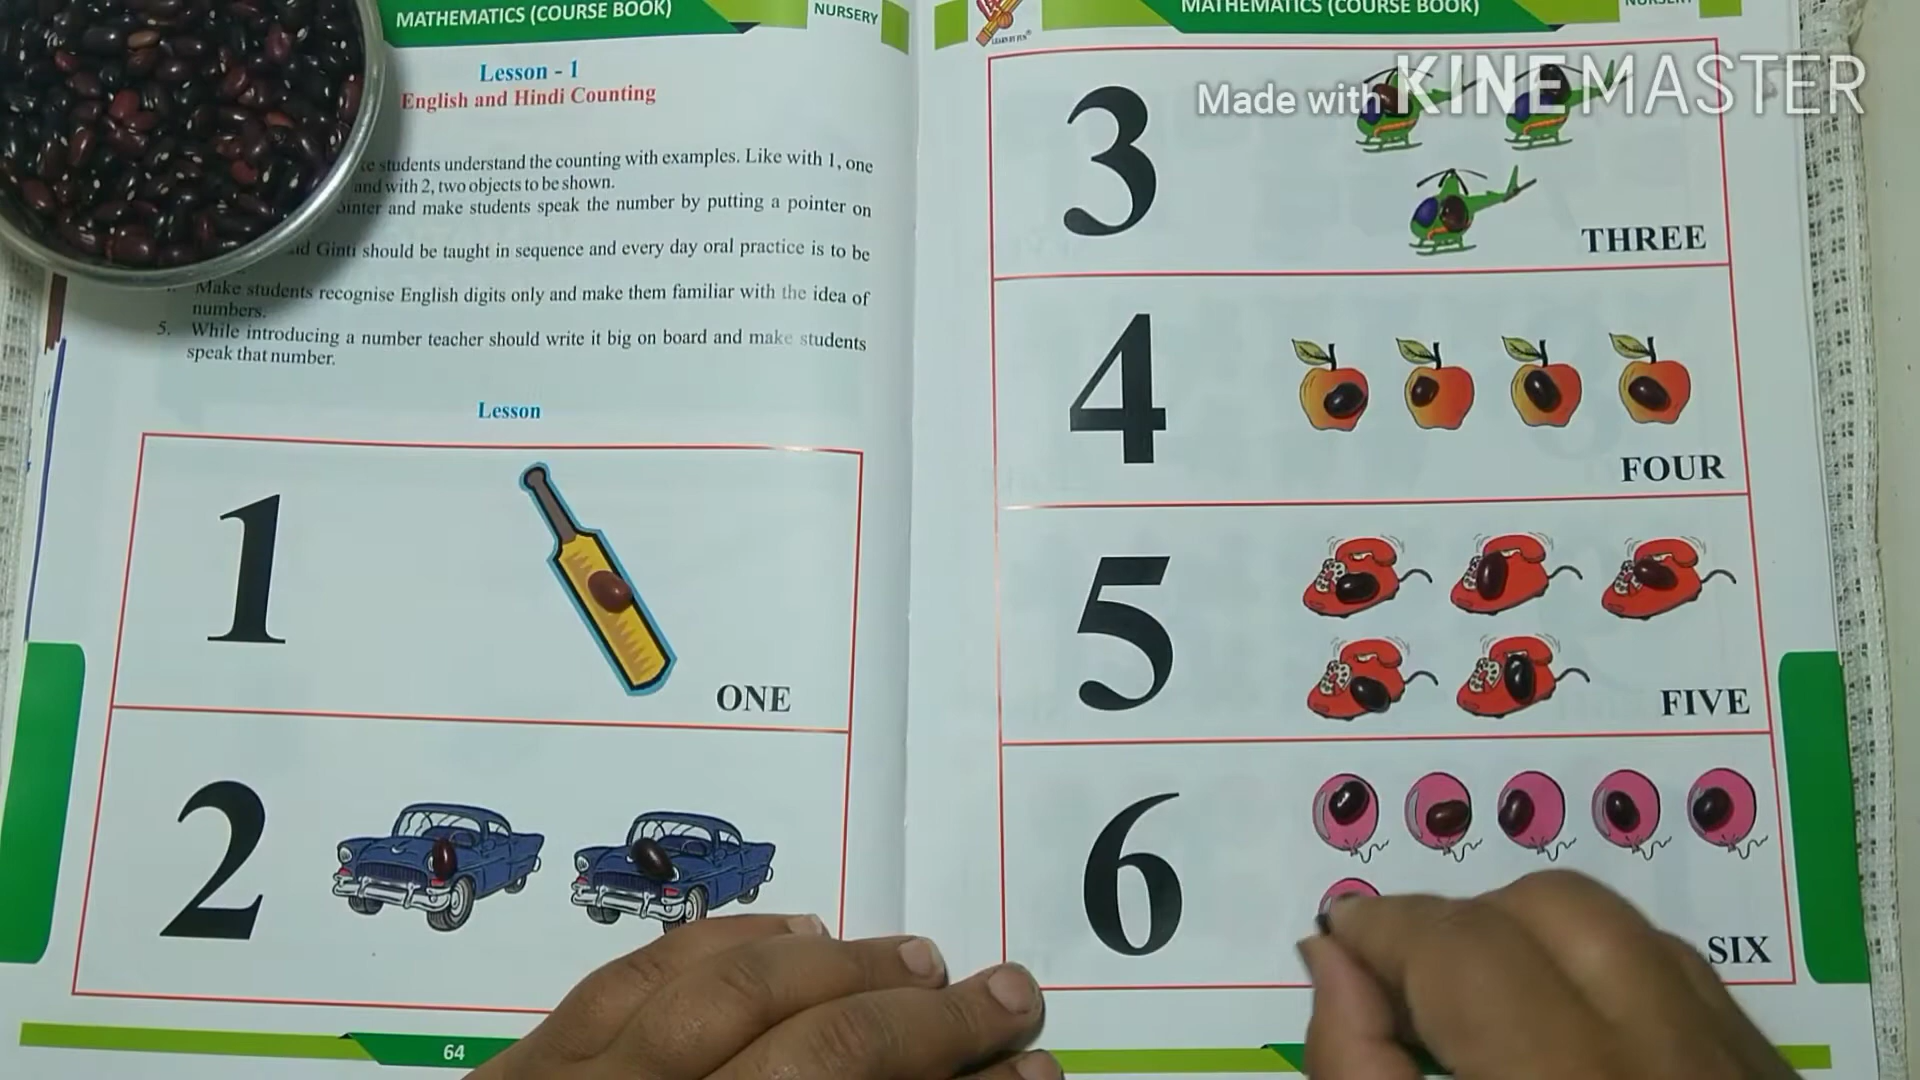 MATHEMATICS (COURSE BOOK)
NURSERY
Lesson - 1
English and Hindi Counting
students understand the counting with examples. Like with 1, one
and with 2, two objects to be shown.
and make students speak the number by putting a pointer on
Ginti should be taught in sequence and every day oral practice is to be
Make students recognise English digits only and make them familiar with the idea of
numbers.
5. While introducing a number teacher should write it big on board and make students
speak that number.
Lesson
1
ONE
2
64
MATHEMATICS (COURSE BOOK)
Made with KINEMASTER
3
THREE
4
FOUR
5
FIVE
6
SIX